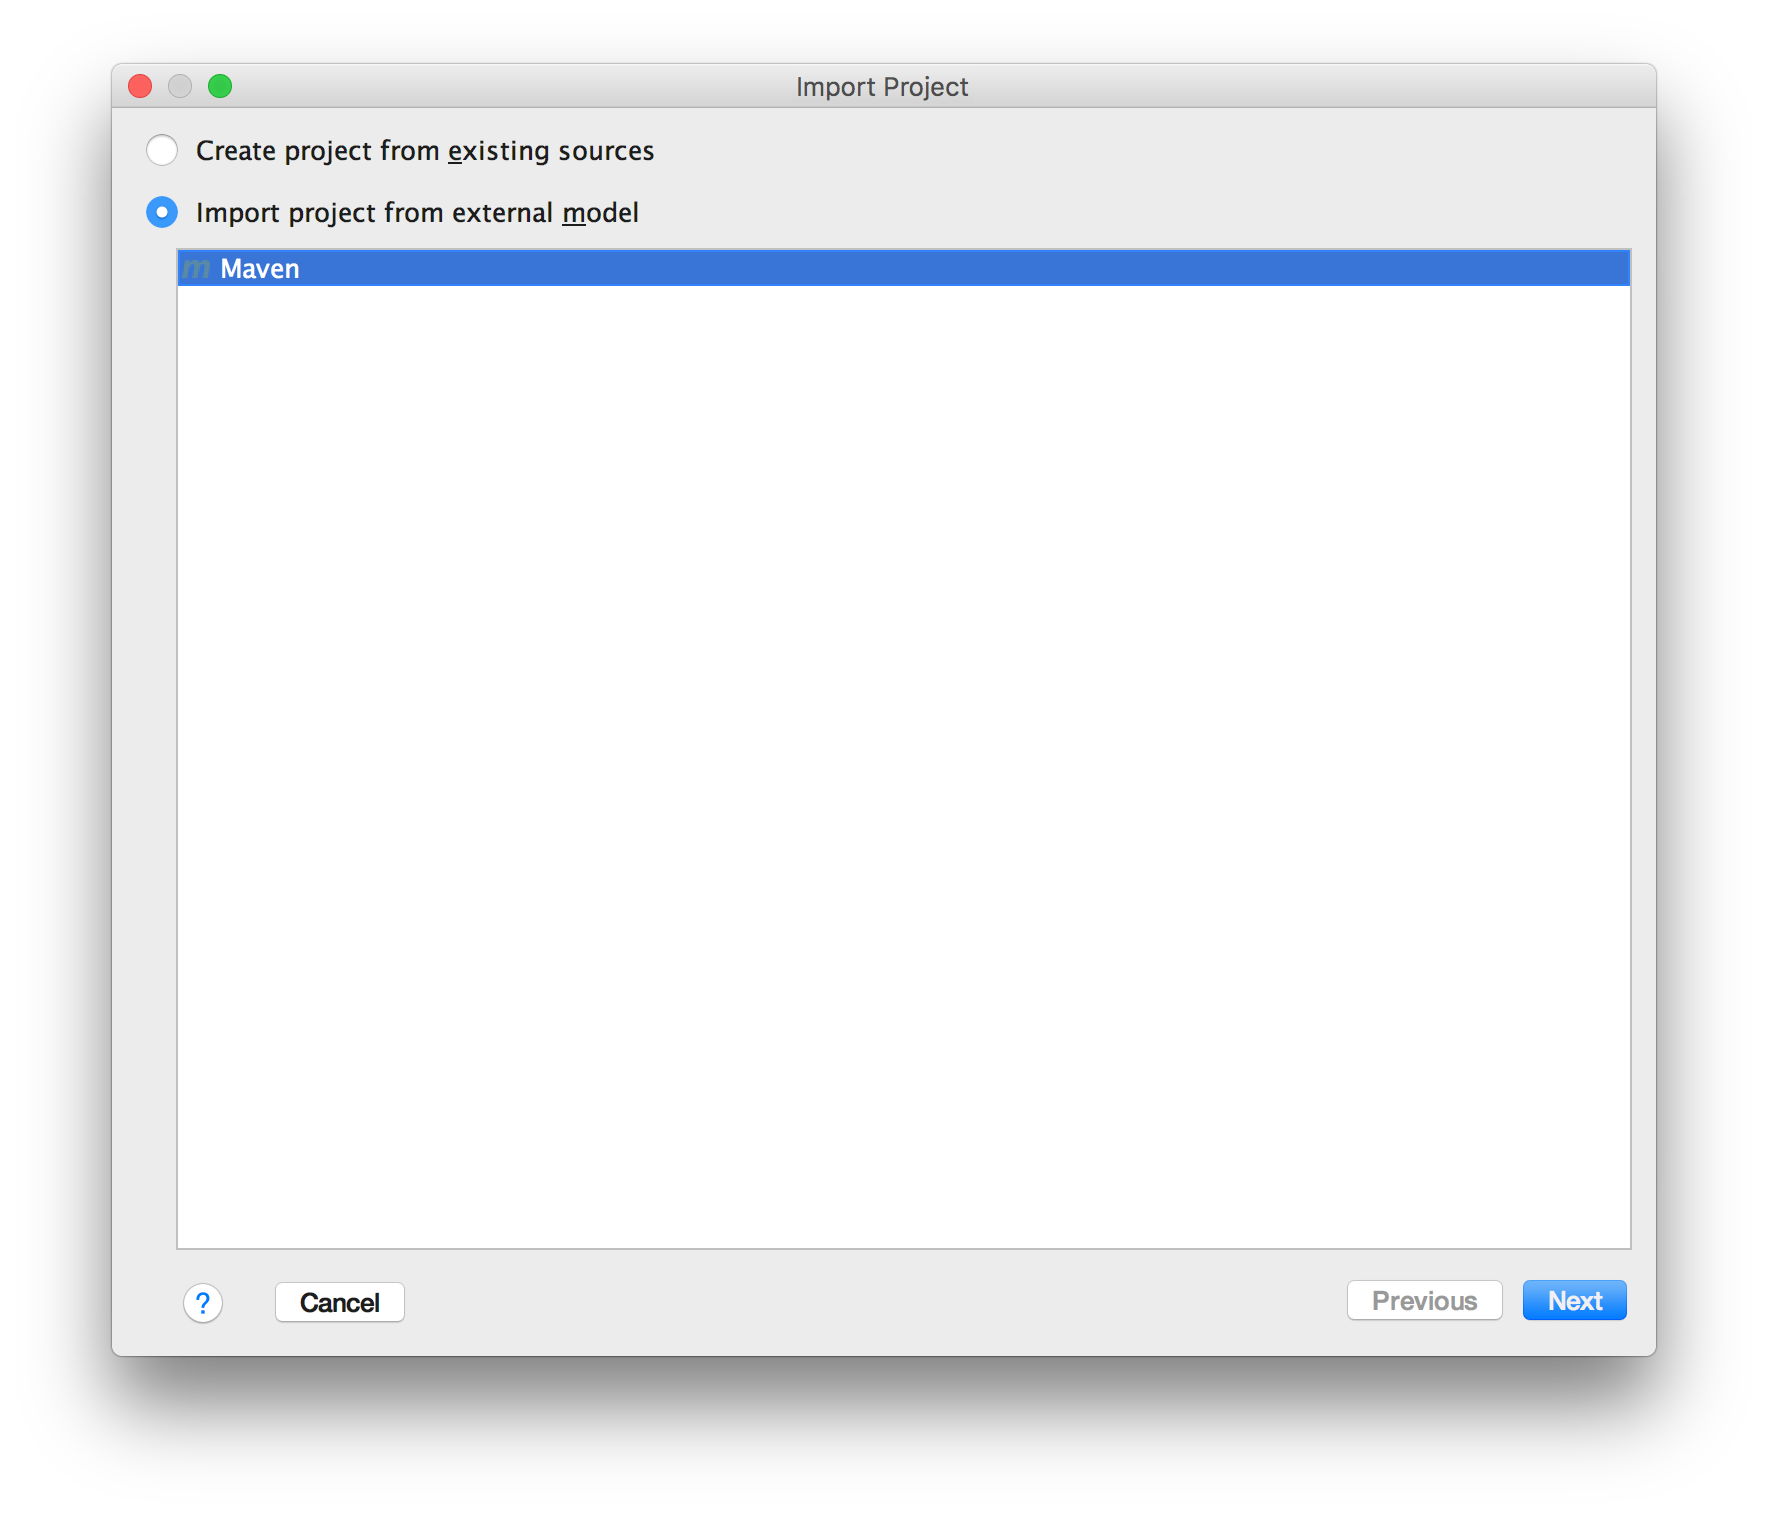 Import Project
Create project from existing sources
Import project from external model
m Maven
? Cancel Previous Next